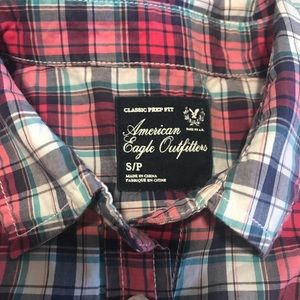 CLASSIC PREP FIT
American
Eagle Outfitters
S/P
MADE IN CHINA
FABRIQUÉ EN CHINE